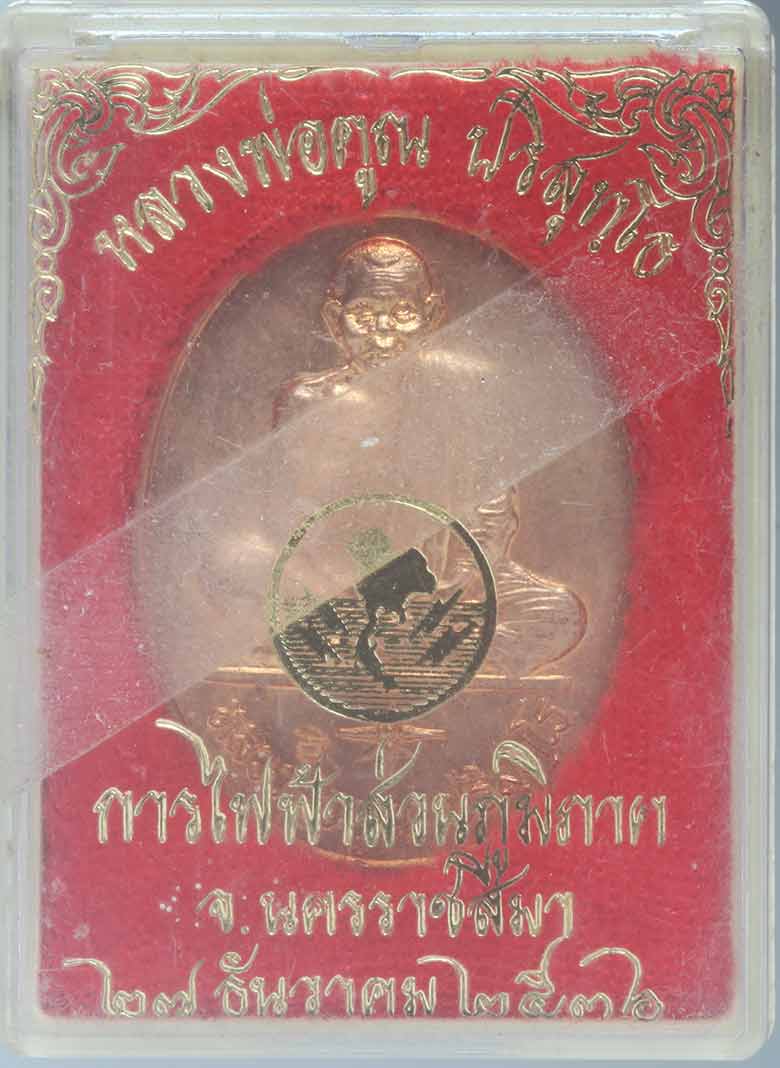 หลวงพ่อคูณ ปริสุทฺโธ
การไฟฟ้าส่วนภูมิภาค
จ.นครราชสีมา
๒๗ ธันวาคม ๒๕๓๖